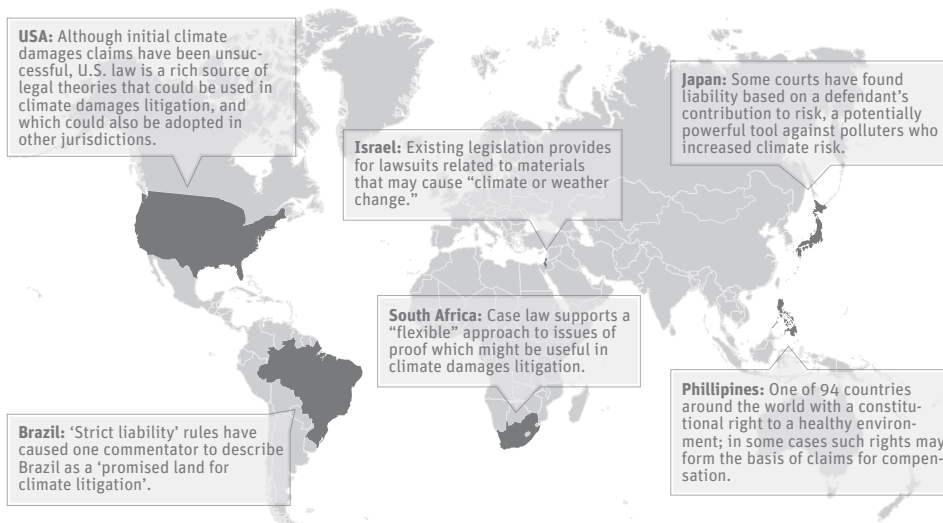 USA: Although initial climate
damages claims have been unsuc-
cessful, U.S. law is a rich source of
legal theories that could be used in
climate damages litigation, and
which could also be adopted in
other jurisdictions.
Japan: Some courts have found
liability based on a defendant’s
contribution to risk, a potentially
powerful tool against polluters who
increased climate risk.
Israel: Existing legislation provides
for lawsuits related to materials
that may cause “climate or weather
change.”
South Africa: Case law supports a
“flexible” approach to issues of
proof which might be useful in
climate damages litigation.
Phillipines: One of 94 countries
around the world with a constitu-
tional right to a healthy environ-
ment; in some cases such rights may
form the basis of claims for compen-
sation.
Brazil: ‘Strict liability’ rules have
caused one commentator to describe
Brazil as a ‘promised land for
climate litigation’.